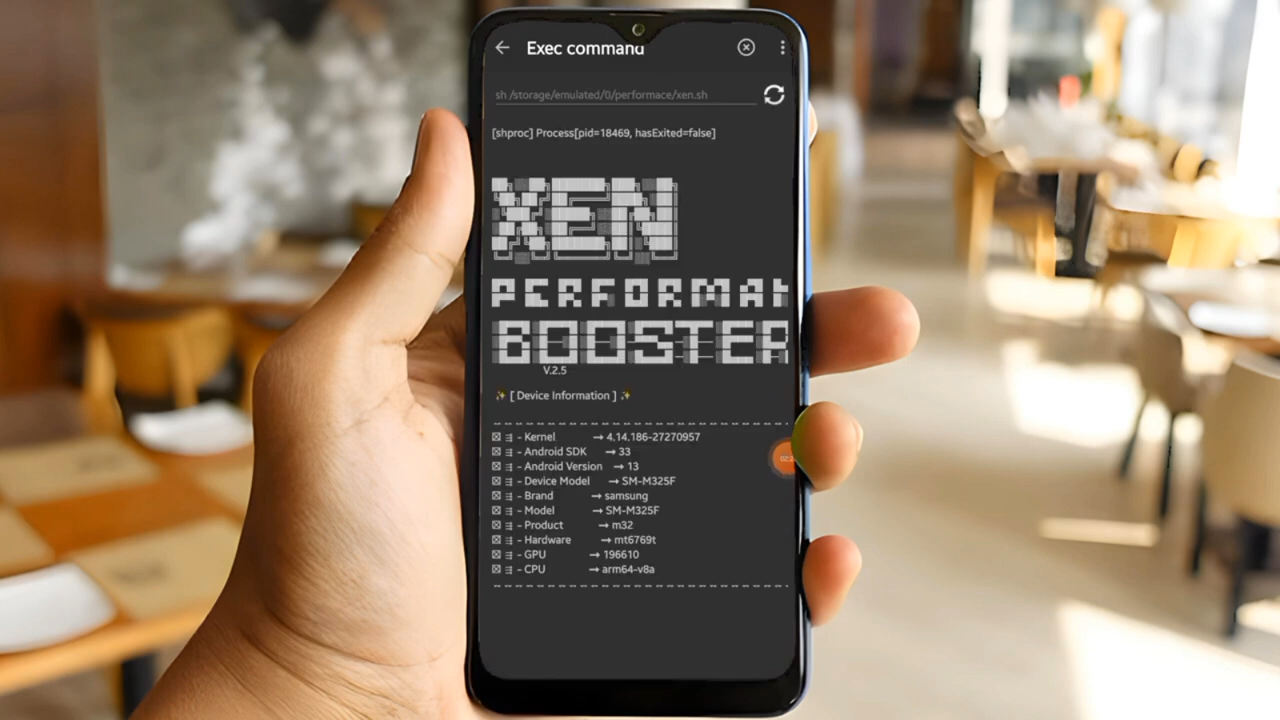 Exec command
sh /storage/emulated/0/performace/xen.sh
[shproc] Process[pid=18469, hasExited=false]
XEN
PERFORMAN
BOOSTER
V.2.5
✨ [ Device Information ] ✨
- Kernel → 4.14.186-27270957
- Android SDK → 33
- Android Version → 13
- Device Model → SM-M325F
- Brand → samsung
- Model → SM-M325F
- Product → m32
- Hardware → mt6769t
- GPU → 196610
- CPU → arm64-v8a